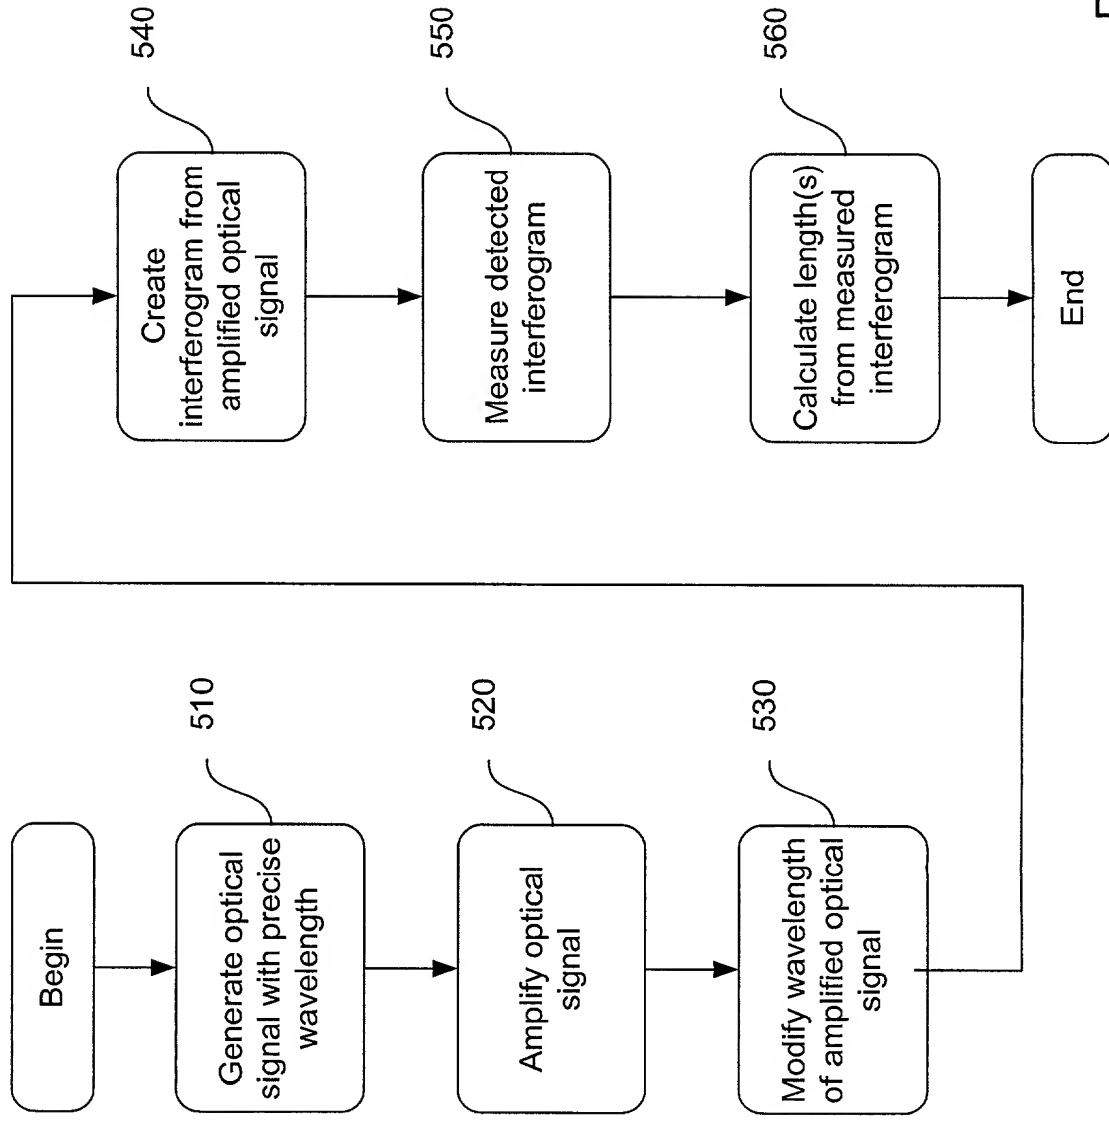 Begin
Generate optical
signal with precise
wavelength
510
Amplify optical
signal
520
Modify wavelength
of amplified optical
signal
530
Create
interferogram from
amplified optical
signal
540
Measure detected
interferogram
550
Calculate length(s)
from measured
interferogram
560
End